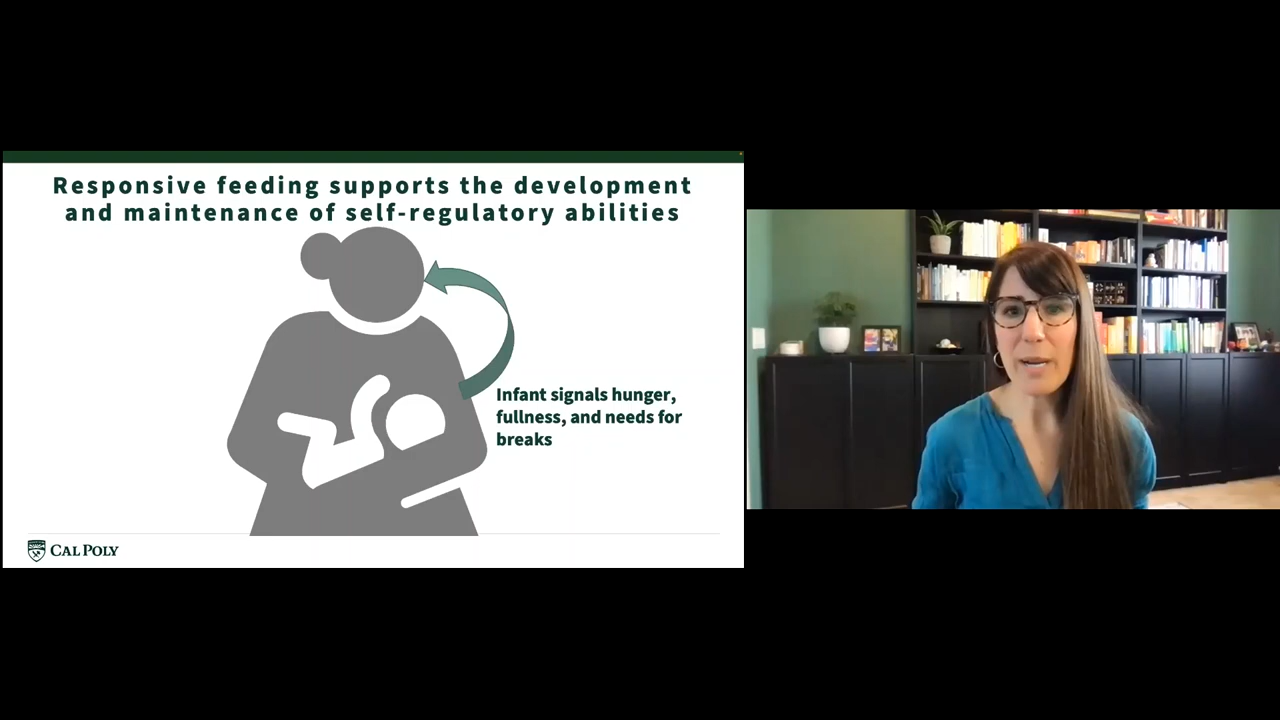 Responsive feeding supports the development
and maintenance of self-regulatory abilities
Infant signals hunger,
fullness, and needs for
breaks
CAL POLY